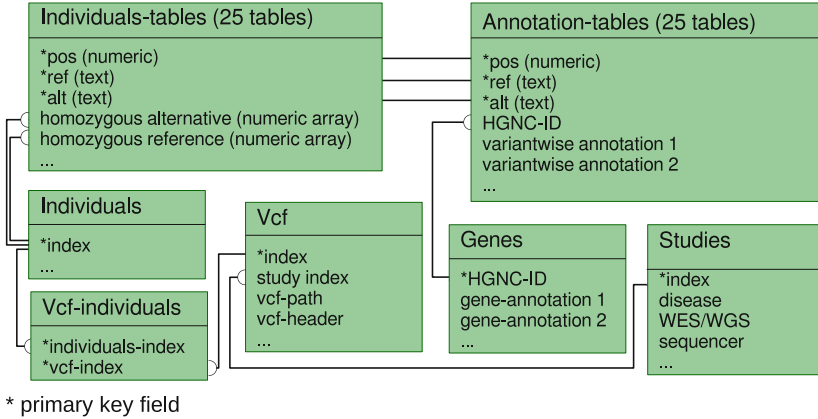 Individuals-tables (25 tables)
*pos (numeric)
*ref (text)
*alt (text)
homozygous alternative (numeric array)
homozygous reference (numeric array)
...
Annotation-tables (25 tables)
*pos (numeric)
*ref (text)
*alt (text)
HGNC-ID
variantwise annotation 1
variantwise annotation 2
...
Individuals
*index
...
Vcf-individuals
*individuals-index
*vcf-index
Vcf
*index
study index
vcf-path
vcf-header
...
Genes
*HGNC-ID
gene-annotation 1
gene-annotation 2
...
Studies
*index
disease
WES/WGS
sequencer
...
* primary key field